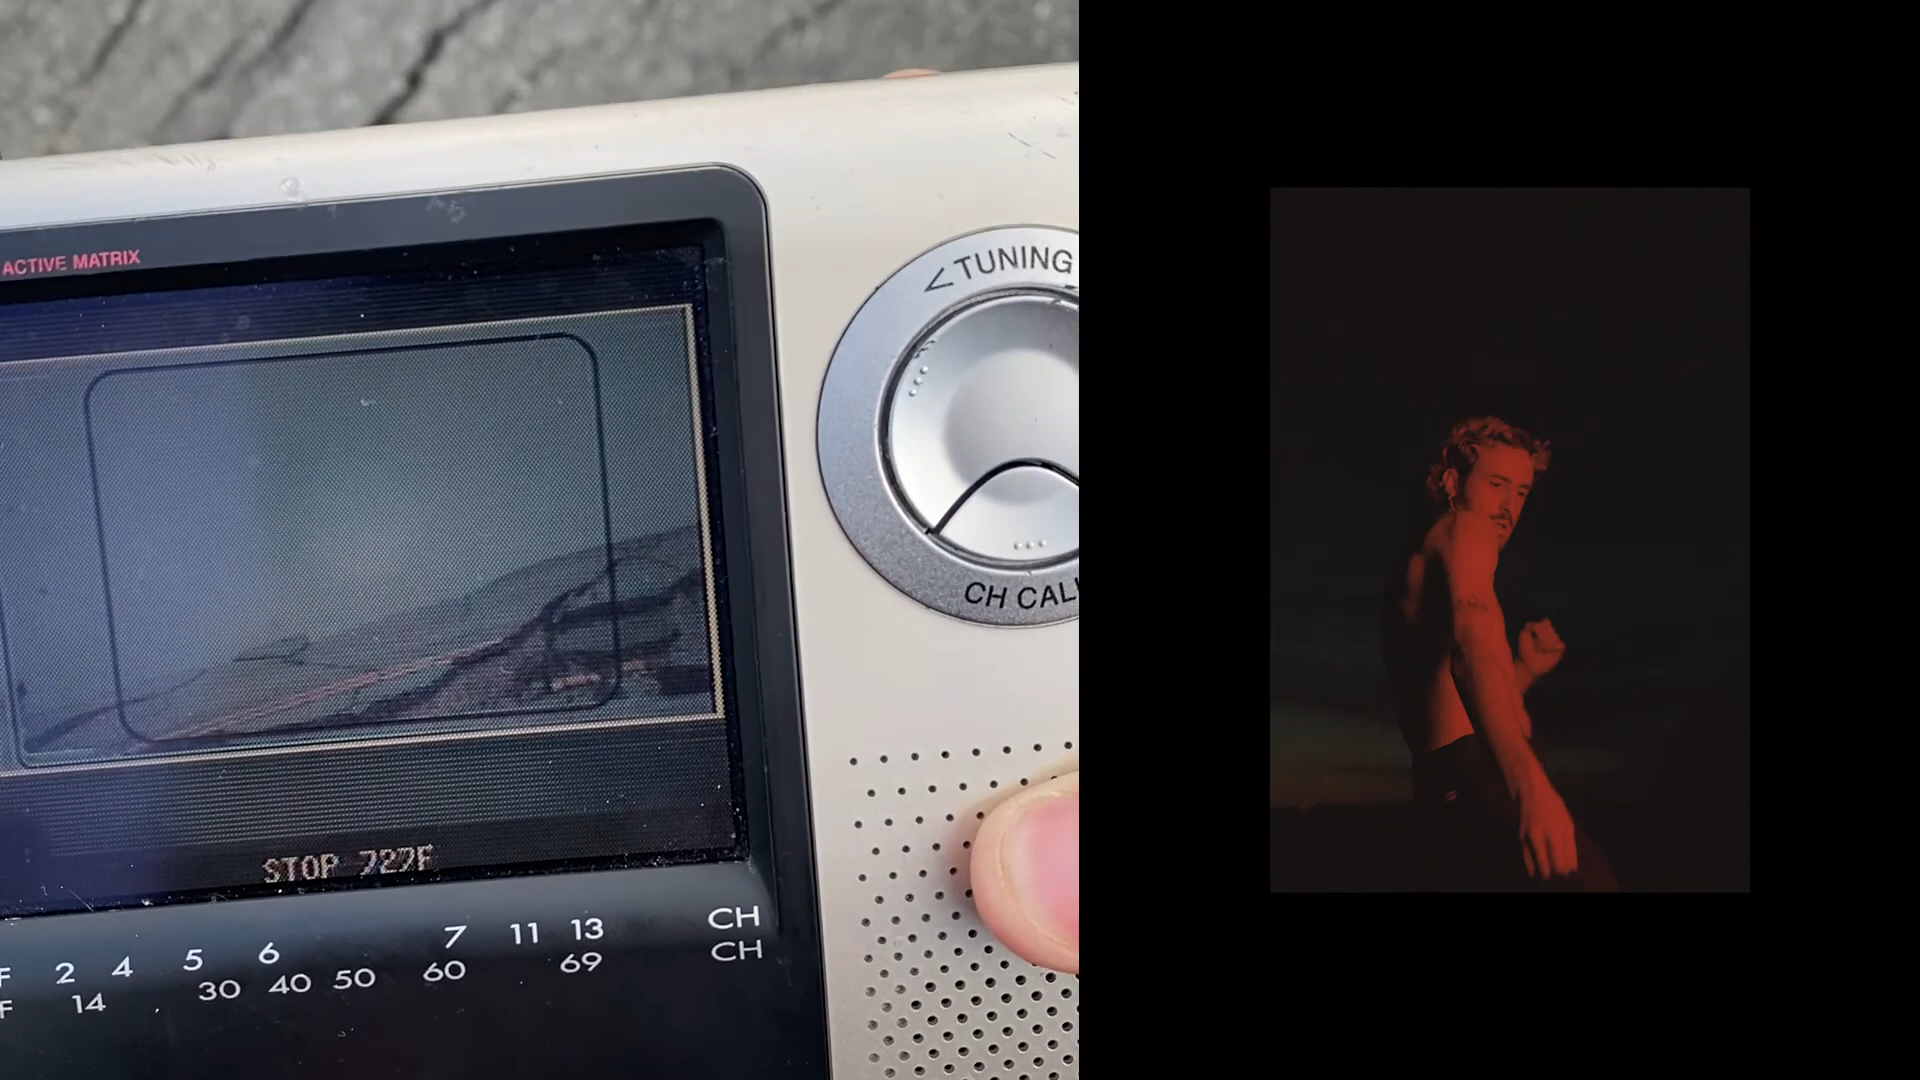 ACTIVE MATRIX
< TUNING
CH CAL
STOP
2 4 5 6 7 11 13 CH
14 30 40 50 60 69 CH